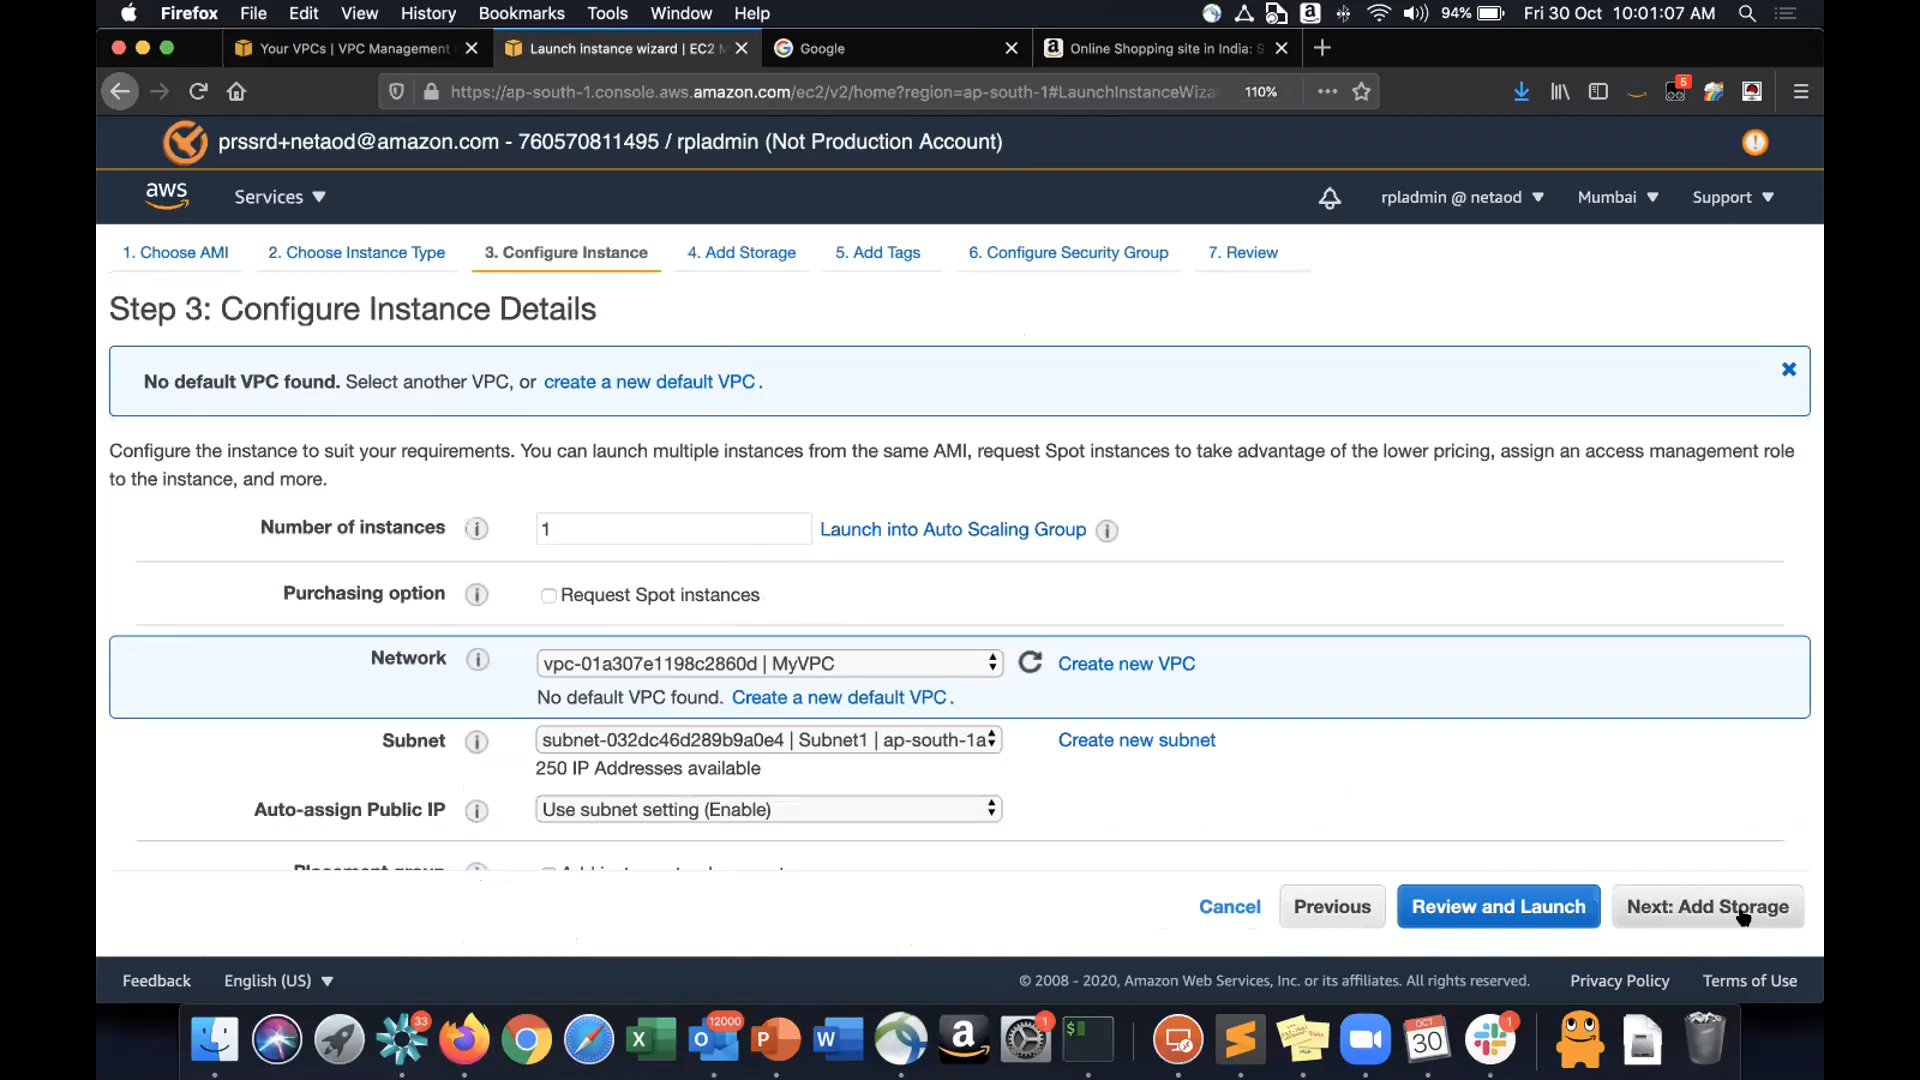 Firefox File Edit View History Bookmarks Tools Window Help 94% Fri 30 Oct 10:01:07 AM
Your VPCs | VPC Management Launch instance wizard | EC2 M Google Online Shopping site in India: S
https://ap-south-1.console.aws.amazon.com/ec2/v2/home?region=ap-south-1#LaunchInstanceWiza 110% 5
prssrd+netaod@amazon.com - 760570811495 / rpladmin (Not Production Account)
aws Services rpladmin @ netaod Mumbai Support
1. Choose AMI 2. Choose Instance Type 3. Configure Instance 4. Add Storage 5. Add Tags 6. Configure Security Group 7. Review
Step 3: Configure Instance Details
No default VPC found. Select another VPC, or create a new default VPC.
Configure the instance to suit your requirements. You can launch multiple instances from the same AMI, request Spot instances to take advantage of the lower pricing, assign an access management role
to the instance, and more.
Number of instances 1 Launch into Auto Scaling Group
Purchasing option Request Spot instances
Network vpc-01a307e1198c2860d | MyVPC Create new VPC
No default VPC found. Create a new default VPC.
Subnet subnet-032dc46d289b9a0e4 | Subnet1 | ap-south-1a Create new subnet
250 IP Addresses available
Auto-assign Public IP Use subnet setting (Enable)
Cancel Previous Review and Launch Next: Add Storage
Feedback English (US) © 2008 - 2020, Amazon Web Services, Inc. or its affiliates. All rights reserved. Privacy Policy Terms of Use
33 12000 1 OCT 30 1